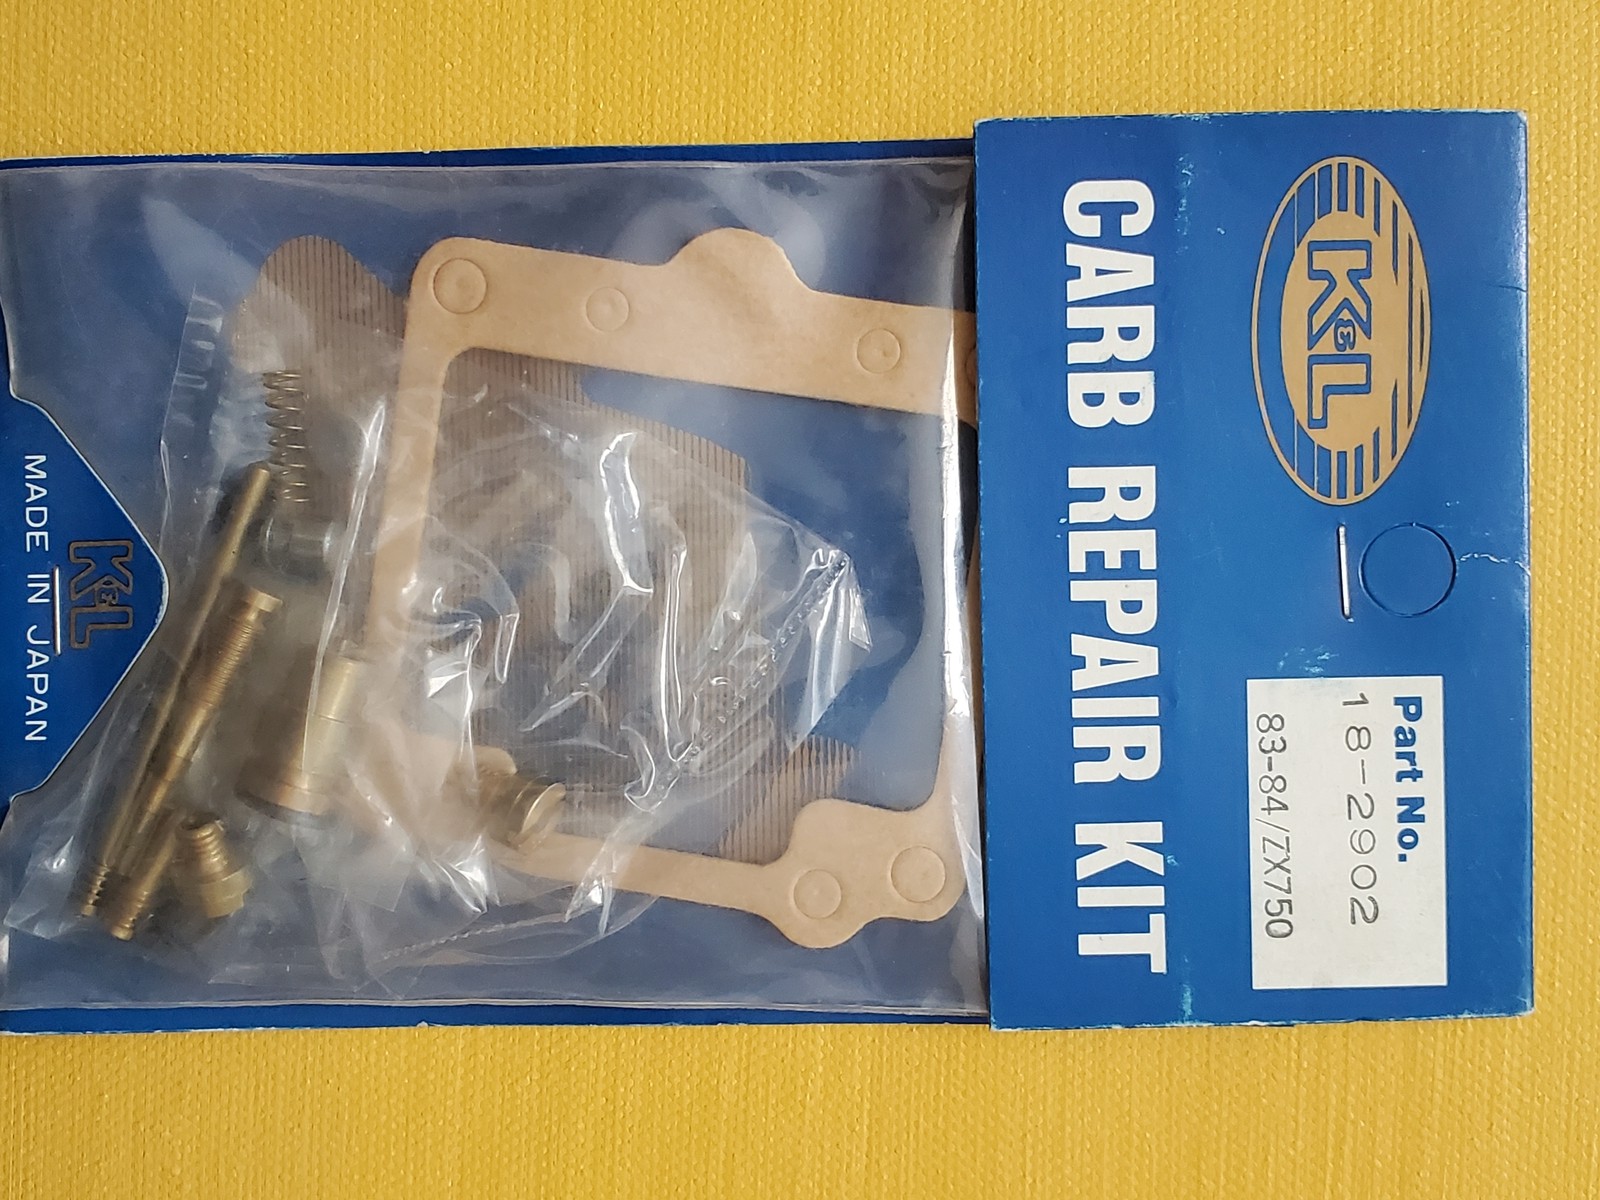 K&L
Part No.
18-2902
83-84/ZX750
CARB REPAIR KIT
K&L
MADE IN JAPAN